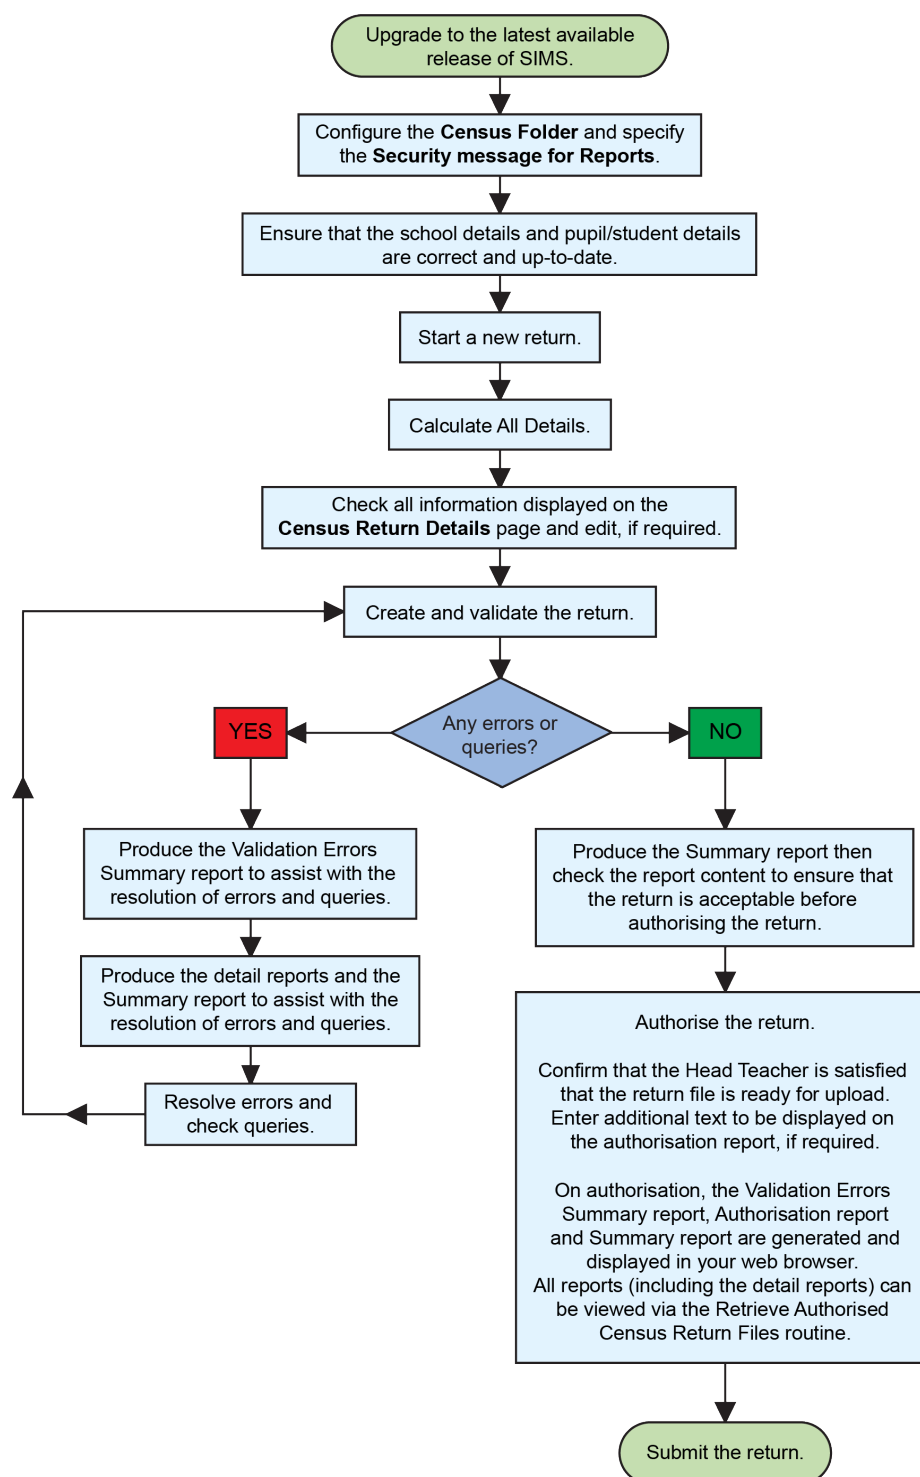 Upgrade to the latest available
release of SIMS.
Configure the Census Folder and specify
the Security message for Reports.
Ensure that the school details and pupil/student details
are correct and up-to-date.
Start a new return.
Calculate All Details.
Check all information displayed on the
Census Return Details page and edit, if required.
Create and validate the return.
Any errors or
queries?
YES
NO
Produce the Validation Errors
Summary report to assist with the
resolution of errors and queries.
Produce the detail reports and the
Summary report to assist with the
resolution of errors and queries.
Resolve errors and
check queries.
Produce the Summary report then
check the report content to ensure that
the return is acceptable before
authorising the return.
Authorise the return.
Confirm that the Head Teacher is satisfied
that the return file is ready for upload.
Enter additional text to be displayed on
the authorisation report, if required.
On authorisation, the Validation Errors
Summary report, Authorisation report
and Summary report are generated and
displayed in your web browser.
All reports (including the detail reports) can
be viewed via the Retrieve Authorised
Census Return Files routine.
Submit the return.